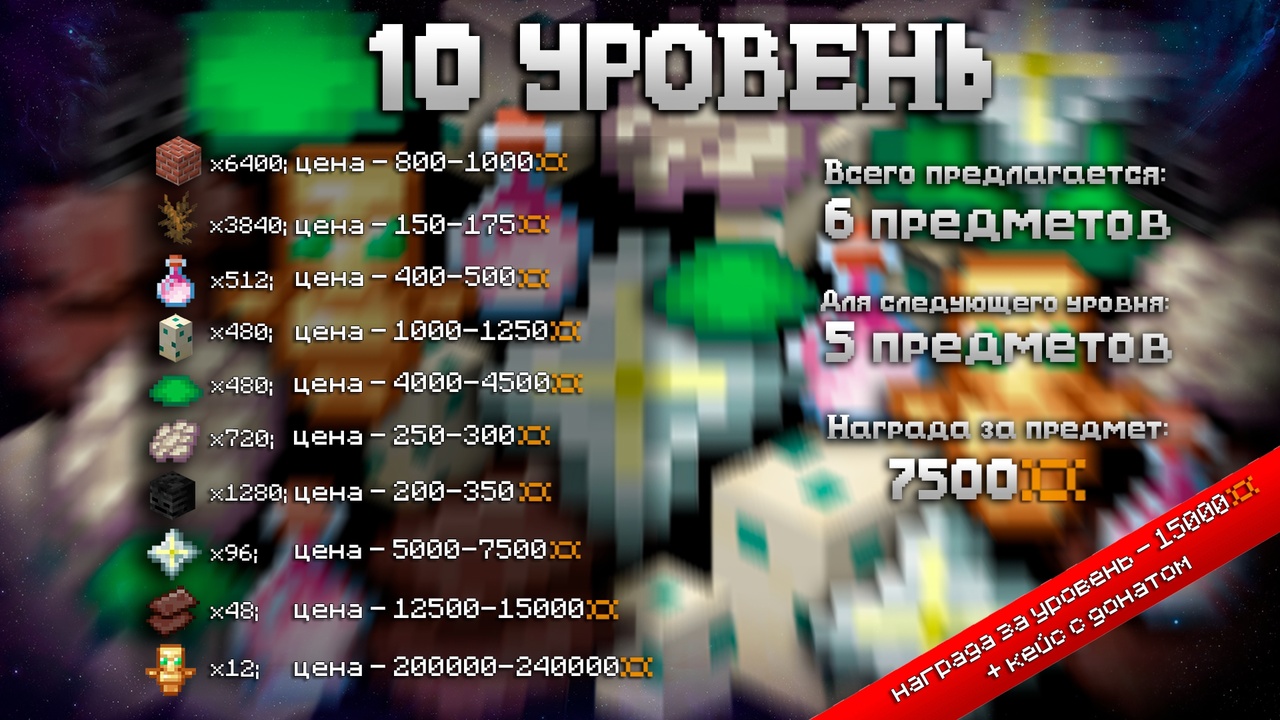 10 УРОВЕНЬ
x6400; цена - 800-1000¤
x3840; цена - 150-175¤
x512; цена - 400-500¤
x480; цена - 1000-1250¤
x480; цена - 4000-4500¤
x720; цена - 250-300¤
x1280; цена - 200-350¤
x96; цена - 5000-7500¤
x48; цена - 12500-15000¤
x12; цена - 200000-240000¤
Всего предлагается:
6 предметов
Для следующего уровня:
5 предметов
Награда за предмет:
7500¤
награда за уровень - 15000¤
+ кейс с донатом